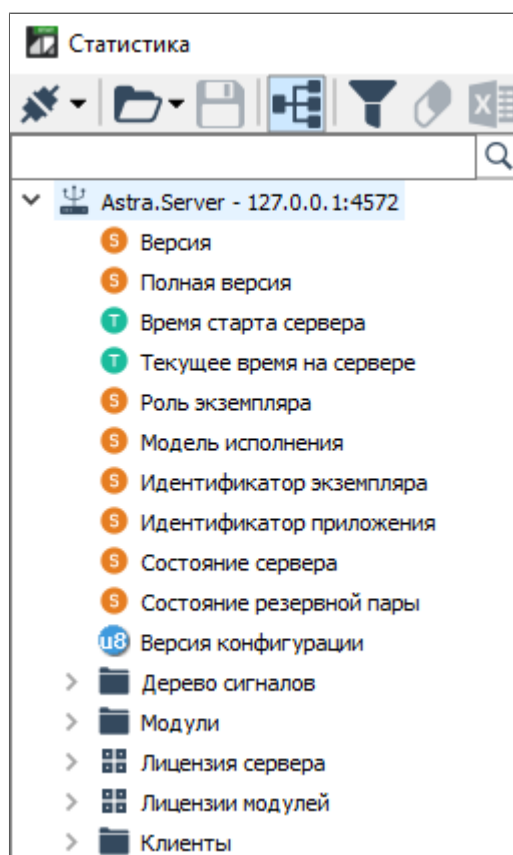 Статистика
Astra.Server - 127.0.0.1:4572
S Версия
S Полная версия
T Время старта сервера
T Текущее время на сервере
S Роль экземпляра
S Модель исполнения
S Идентификатор экземпляра
S Идентификатор приложения
S Состояние сервера
S Состояние резервной пары
u8 Версия конфигурации
Дерево сигналов
Модули
Лицензия сервера
Лицензии модулей
Клиенты